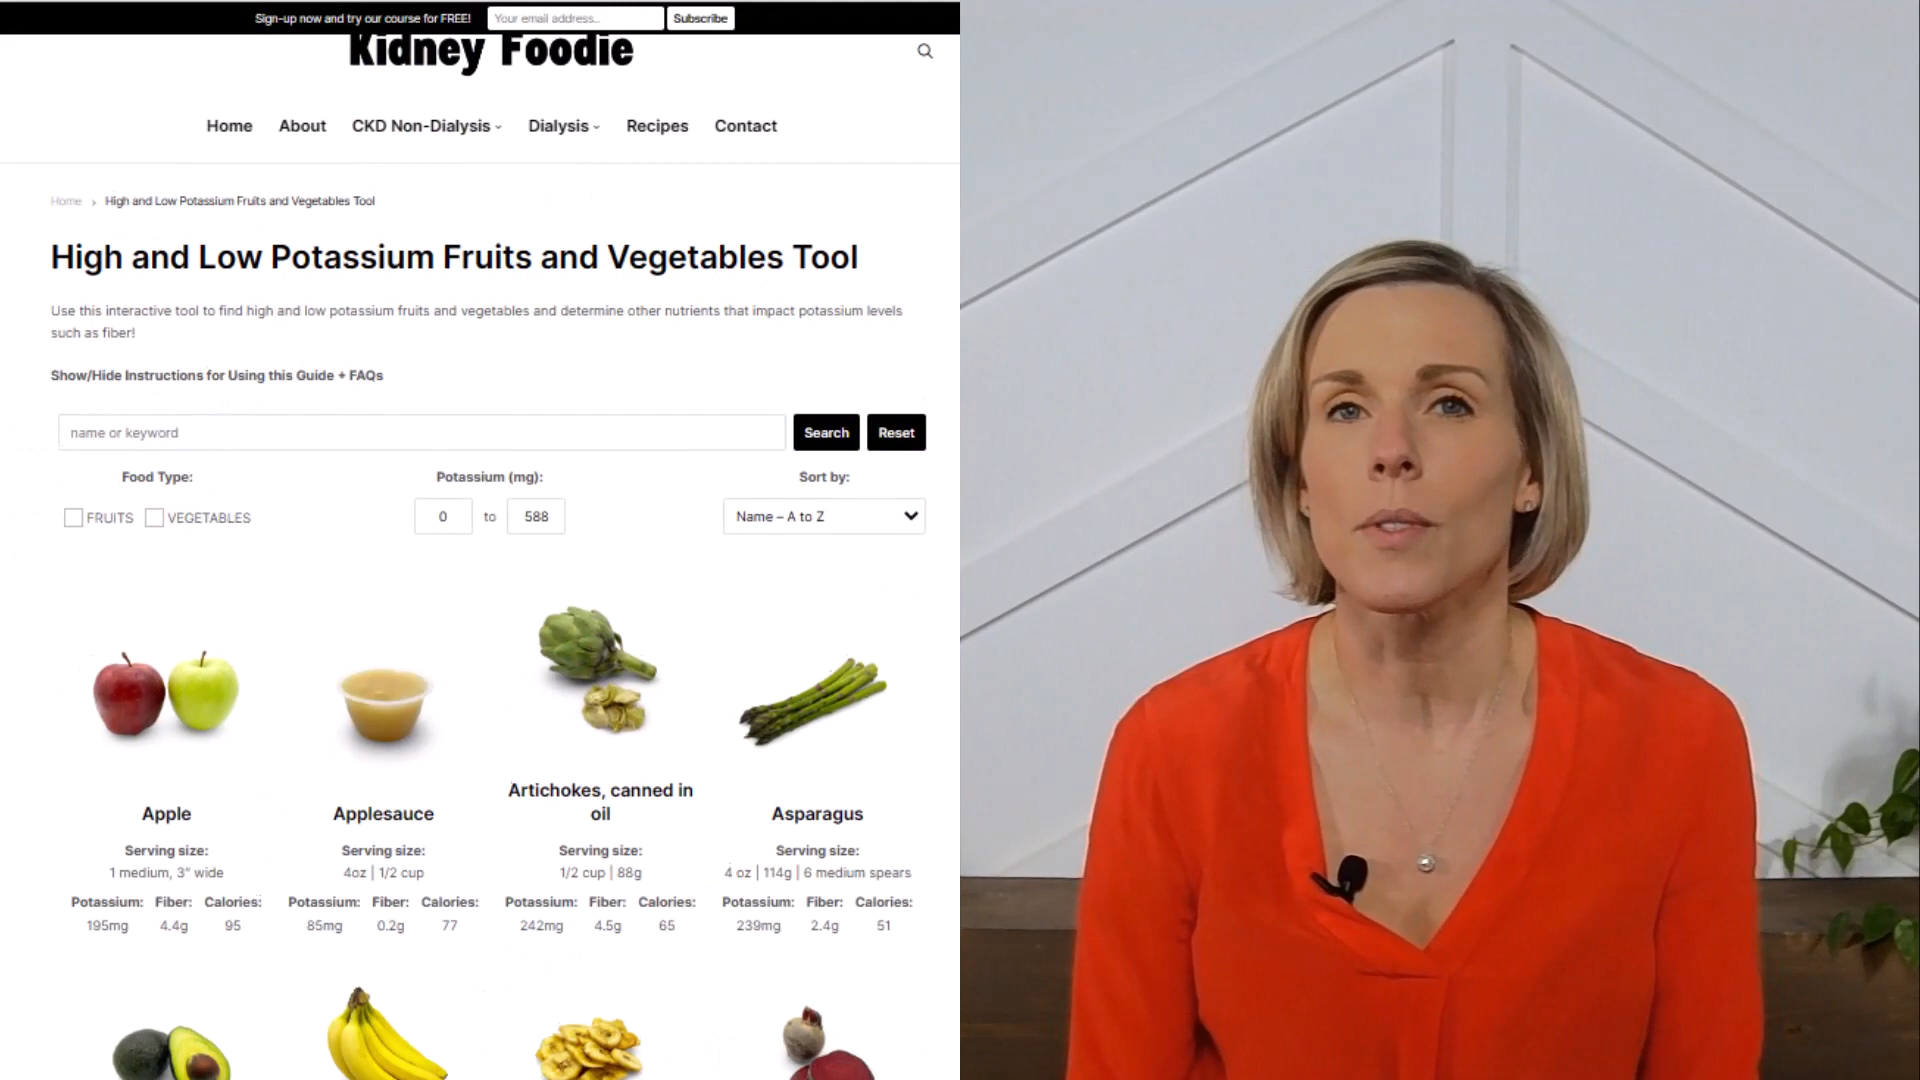 Sign-up now and try our course for FREE! Your email address.. Subscribe
Kidney Foodie
Home About CKD Non-Dialysis Dialysis Recipes Contact
Home › High and Low Potassium Fruits and Vegetables Tool
High and Low Potassium Fruits and Vegetables Tool
Use this interactive tool to find high and low potassium fruits and vegetables and determine other nutrients that impact potassium levels
such as fiber!
Show/Hide Instructions for Using this Guide + FAQs
name or keyword Search Reset
Food Type: Potassium (mg): Sort by:
FRUITS VEGETABLES 0 to 588 Name – A to Z
Artichokes, canned in
Apple Applesauce oil Asparagus
Serving size: Serving size: Serving size: Serving size:
1 medium, 3" wide 4oz | 1/2 cup 1/2 cup | 88g 4 oz | 114g | 6 medium spears
Potassium: Fiber: Calories: Potassium: Fiber: Calories: Potassium: Fiber: Calories: Potassium: Fiber: Calories:
195mg 4.4g 95 85mg 0.2g 77 242mg 4.5g 65 239mg 2.4g 51